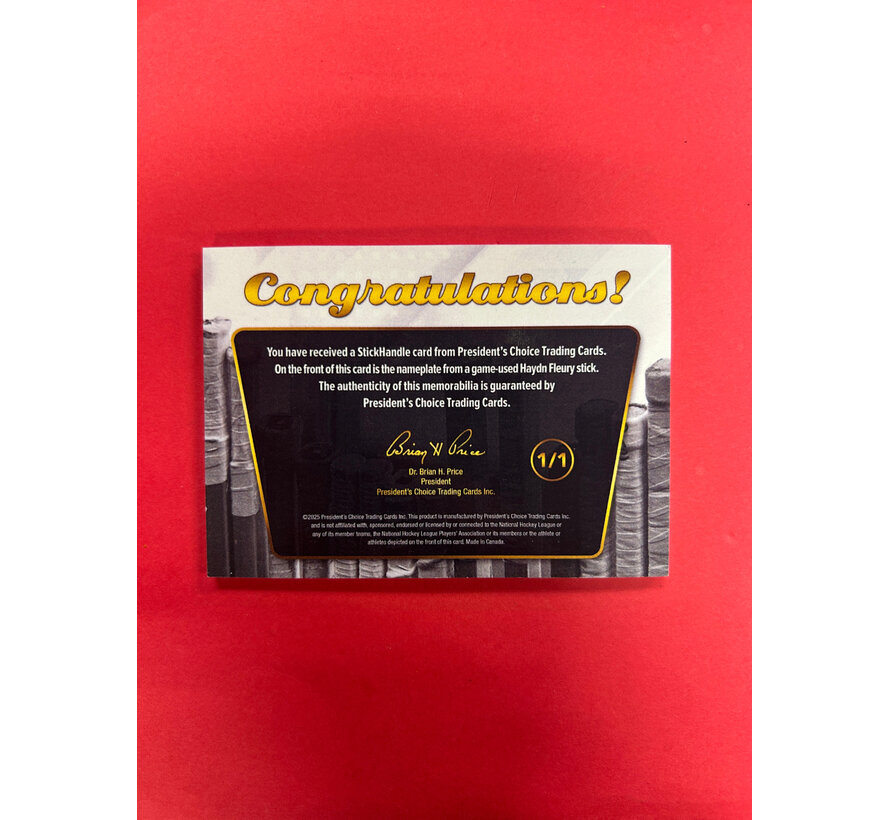 Congratulations!
You have received a StickHandle card from President's Choice Trading Cards.
On the front of this card is the nameplate from a game-used Haydn Fleury stick.
The authenticity of this memorabilia is guaranteed by
President's Choice Trading Cards.
Brian H Price
1/1
Dr. Brian H. Price
President
President's Choice Trading Cards Inc.
©2025 President's Choice Trading Cards Inc. This product is manufactured by President's Choice Trading Cards Inc.
and is not affiliated with, sponsored, endorsed or licensed by or connected to the National Hockey League or
any of its member teams, the National Hockey League Players' Association or its members or the athlete or
athletes depicted on the front of this card. Made in Canada.